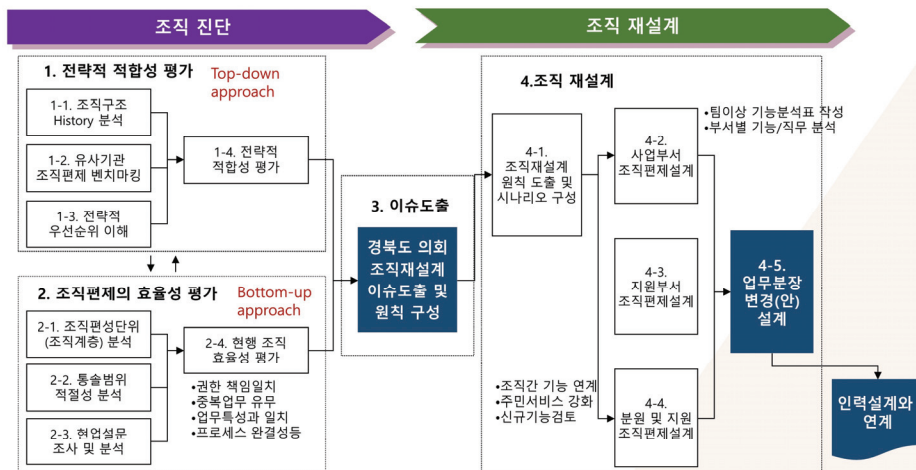 조직 진단
조직 재설계
1. 전략적 적합성 평가
Top-down
approach
1-1. 조직구조
History 분석
1-2. 유사기관
조직편제 벤치마킹
1-3. 전략적
우선순위 이해
1-4. 전략적
적합성 평가
2. 조직편제의 효율성 평가
Bottom-up
approach
2-1. 조직편성단위
(조직계층) 분석
2-2. 통솔범위
적절성 분석
2-3. 현업설문
조사 및 분석
2-4. 현행 조직
효율성 평가
•권한 책임일치
•중복업무 유무
•업무특성과 일치
•프로세스 완결성등
3. 이슈도출
경북도 의회
조직재설계
이슈도출 및
원칙 구성
4.조직 재설계
4-1.
조직재설계
원칙 도출 및
시나리오 구성
4-2.
사업부서
조직편제설계
•팀이상 기능분석표 작성
•부서별 기능/직무 분석
4-3.
지원부서
조직편제설계
•조직간 기능 연계
•주민서비스 강화
•신규기능검토
4-4.
분원 및 지원
조직편제설계
4-5.
업무분장
변경(안)
설계
인력설계와
연계